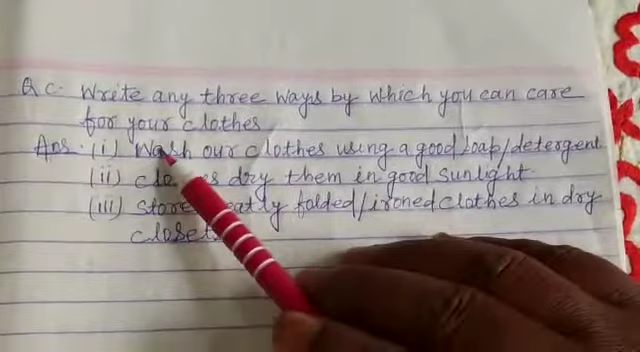 Q C. Write any three ways by which you can care
for your clothes
Ans. (i) Wash our clothes using a good soap/detergent.
(ii) dry them in good sunlight.
(iii) Store folded/ironed clothes in dry
closet